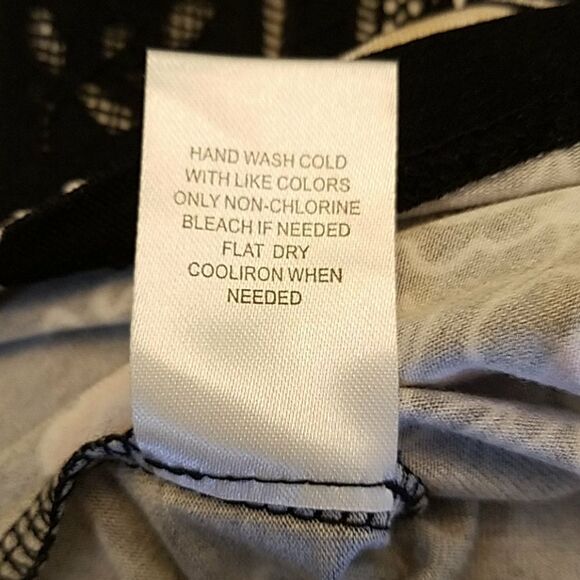 HAND WASH COLD
WITH LIKE COLORS
ONLY NON-CHLORINE
BLEACH IF NEEDED
FLAT DRY
COOLIRON WHEN
NEEDED